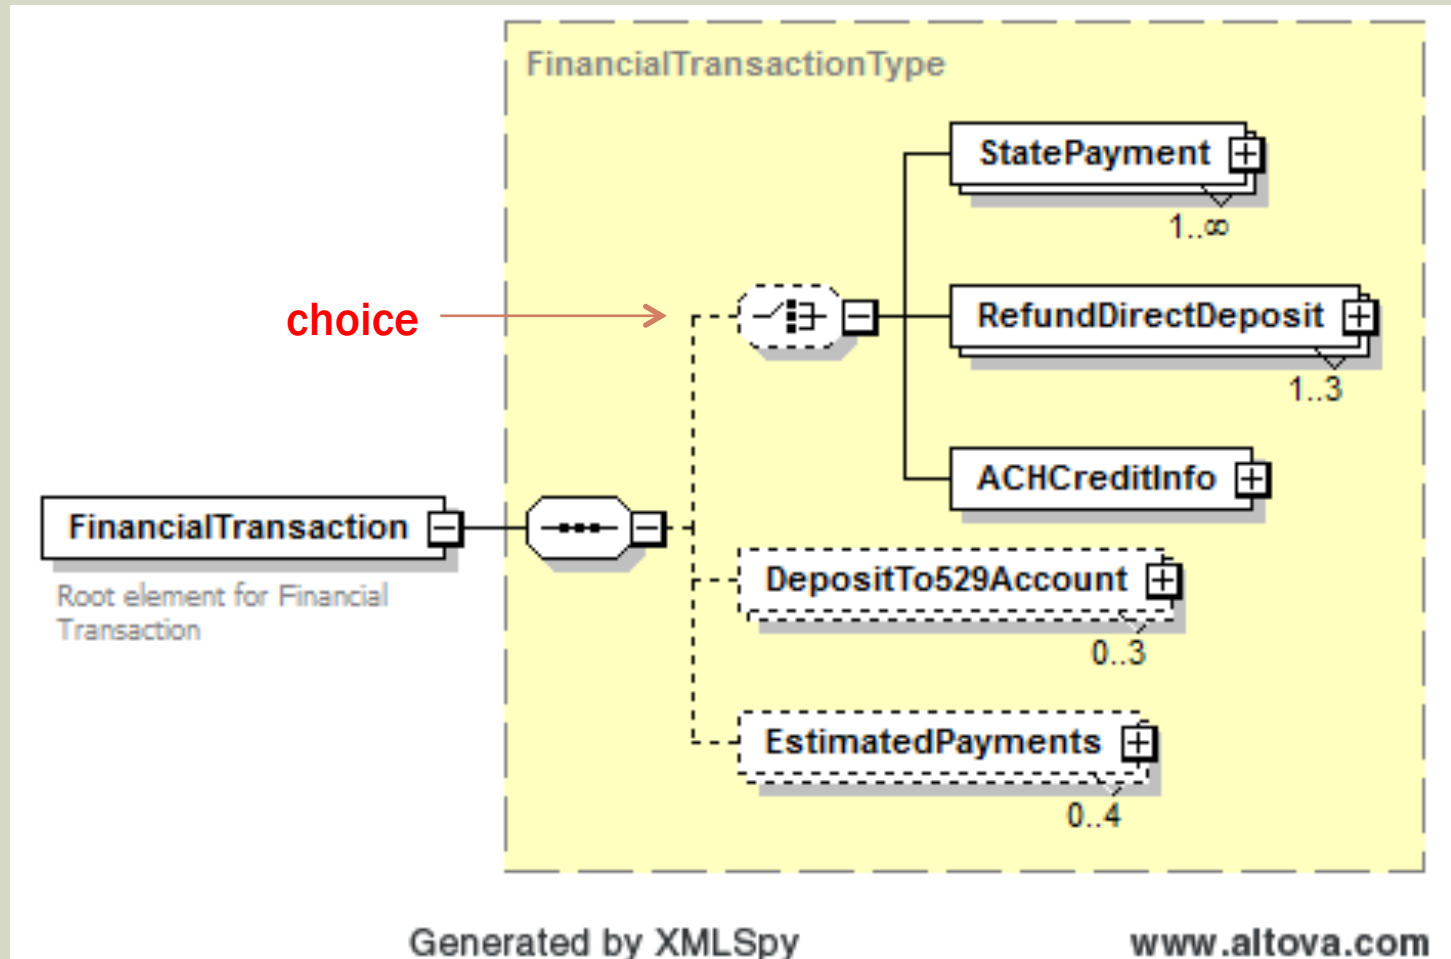 FinancialTransactionType
StatePayment
1..∞
choice
RefundDirectDeposit
1..3
ACHCreditInfo
FinancialTransaction
Root element for Financial
Transaction
DepositTo529Account
0..3
EstimatedPayments
0..4
Generated by XMLSpy
www.altova.com